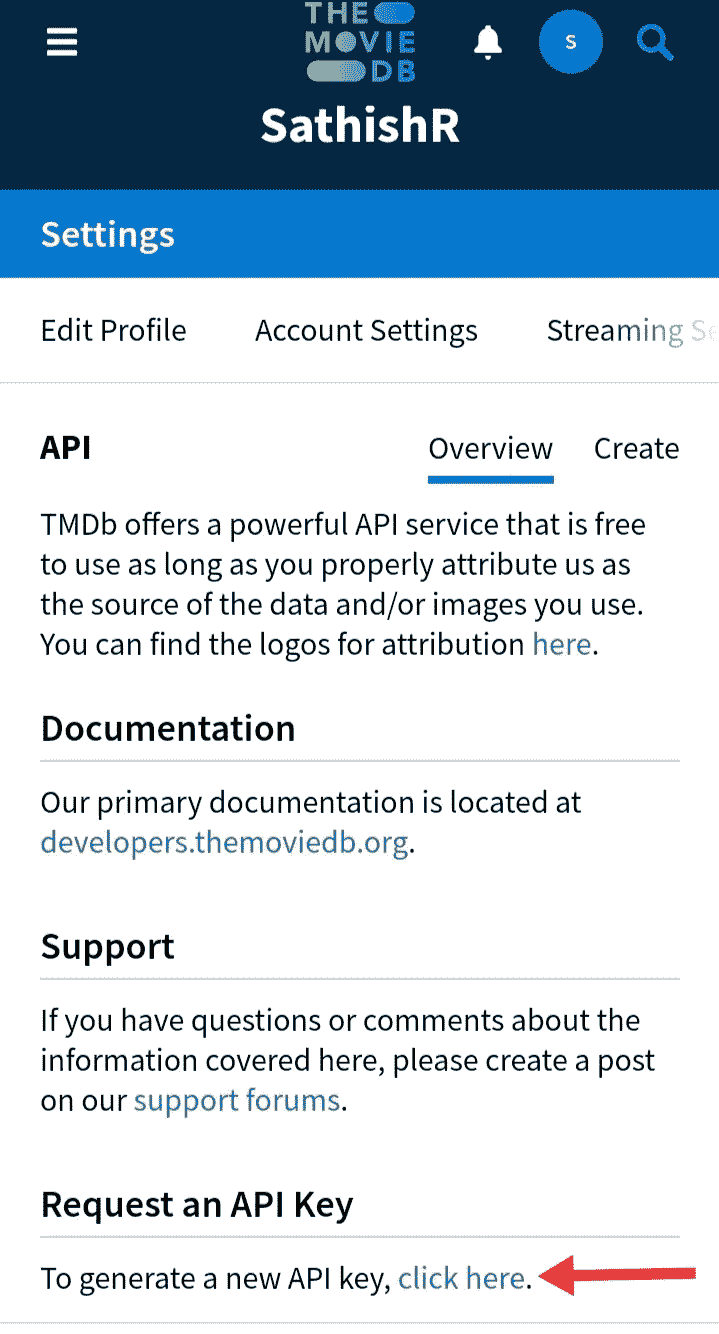 THE
MOVIE
DB
S
SathishR
Settings
Edit Profile Account Settings Streaming Se
API Overview Create
TMDb offers a powerful API service that is free
to use as long as you properly attribute us as
the source of the data and/or images you use.
You can find the logos for attribution here.
Documentation
Our primary documentation is located at
developers.themoviedb.org.
Support
If you have questions or comments about the
information covered here, please create a post
on our support forums.
Request an API Key
To generate a new API key, click here.